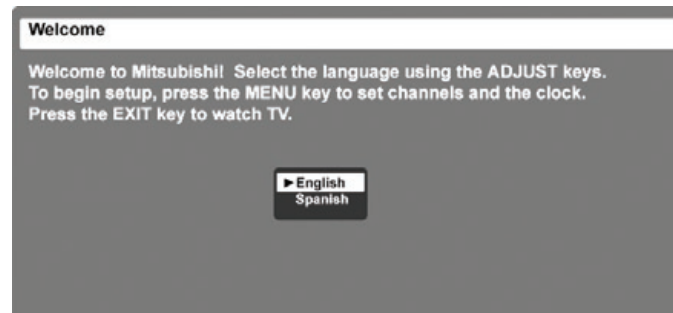 Welcome
Welcome to Mitsubishi! Select the language using the ADJUST keys.
To begin setup, press the MENU key to set channels and the clock.
Press the EXIT key to watch TV.
►English
Spanish